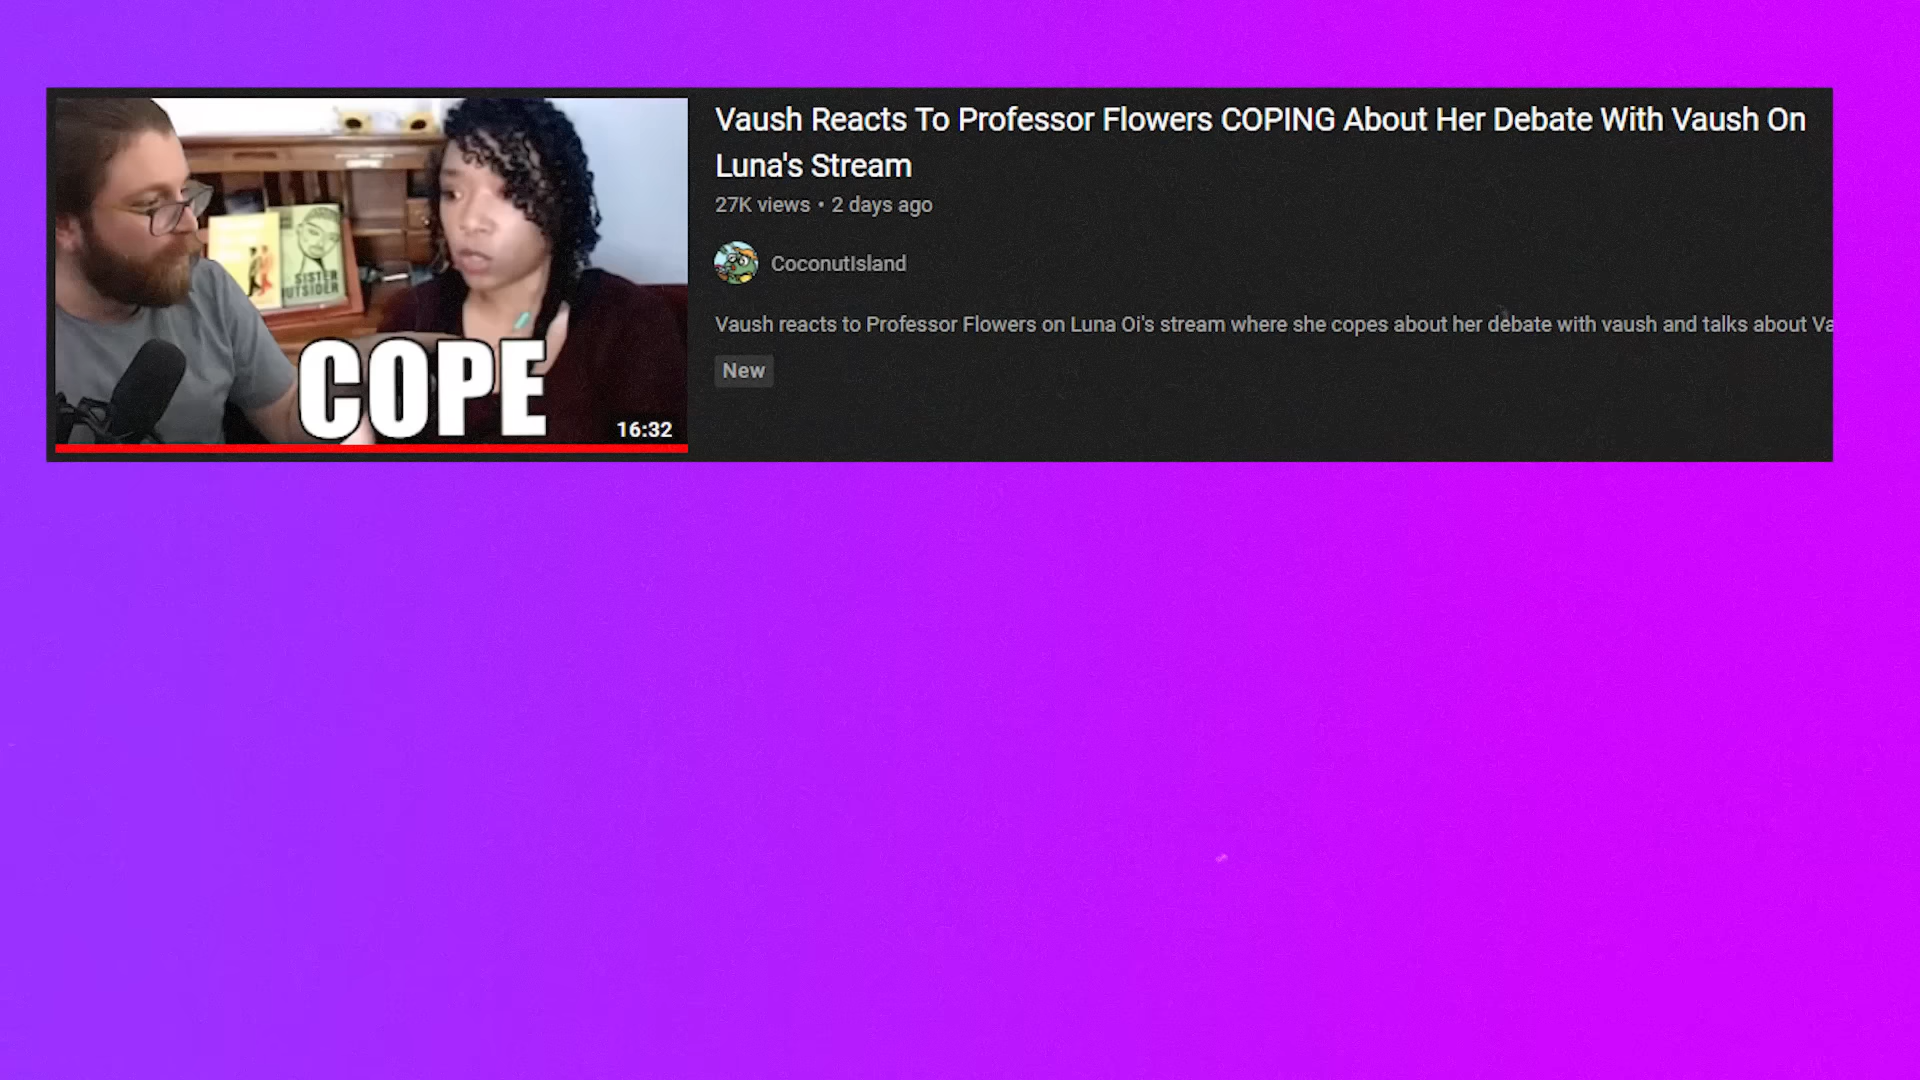 Vaush Reacts To Professor Flowers COPING About Her Debate With Vaush On
Luna's Stream
27K views • 2 days ago
CoconutIsland
Vaush reacts to Professor Flowers on Luna Oi's stream where she copes about her debate with vaush and talks about Va
New
SISTER
OUTSIDER
COPE
16:32